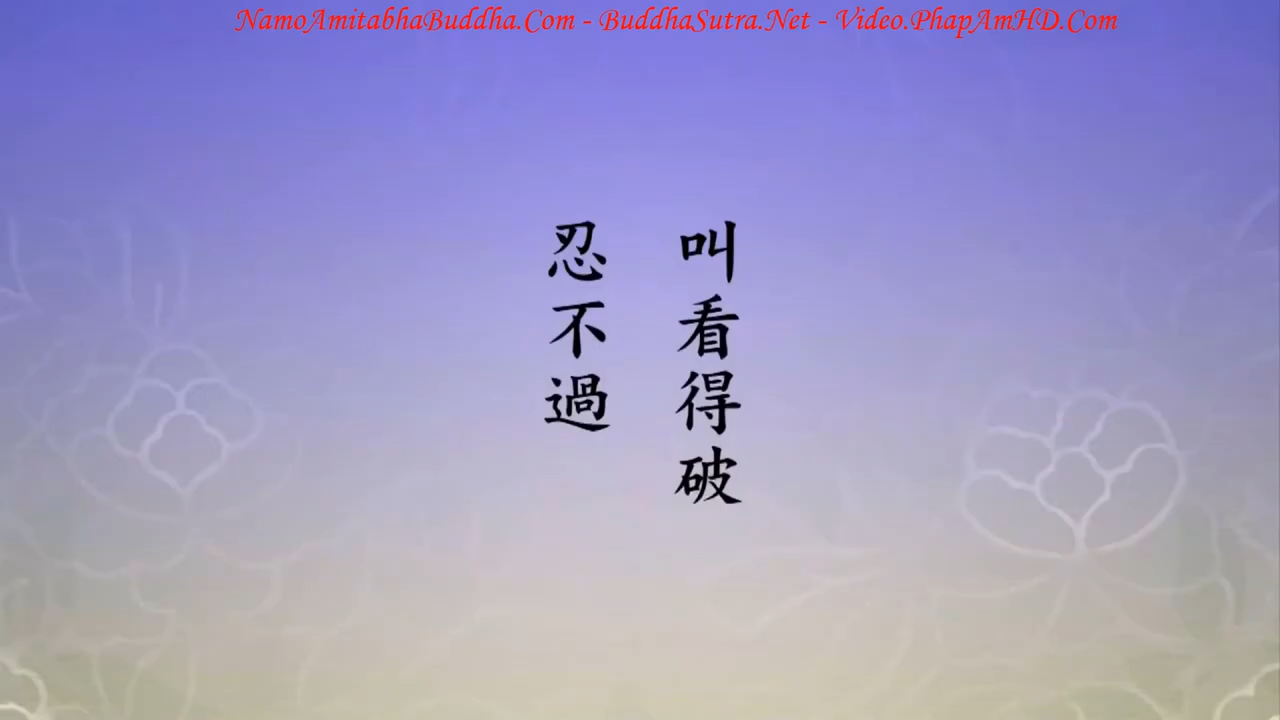 NamoAmitabhaBuddha.Com - BuddhaSutra.Net - Video.PhapAmHD.Com
叫看得破
忍不過